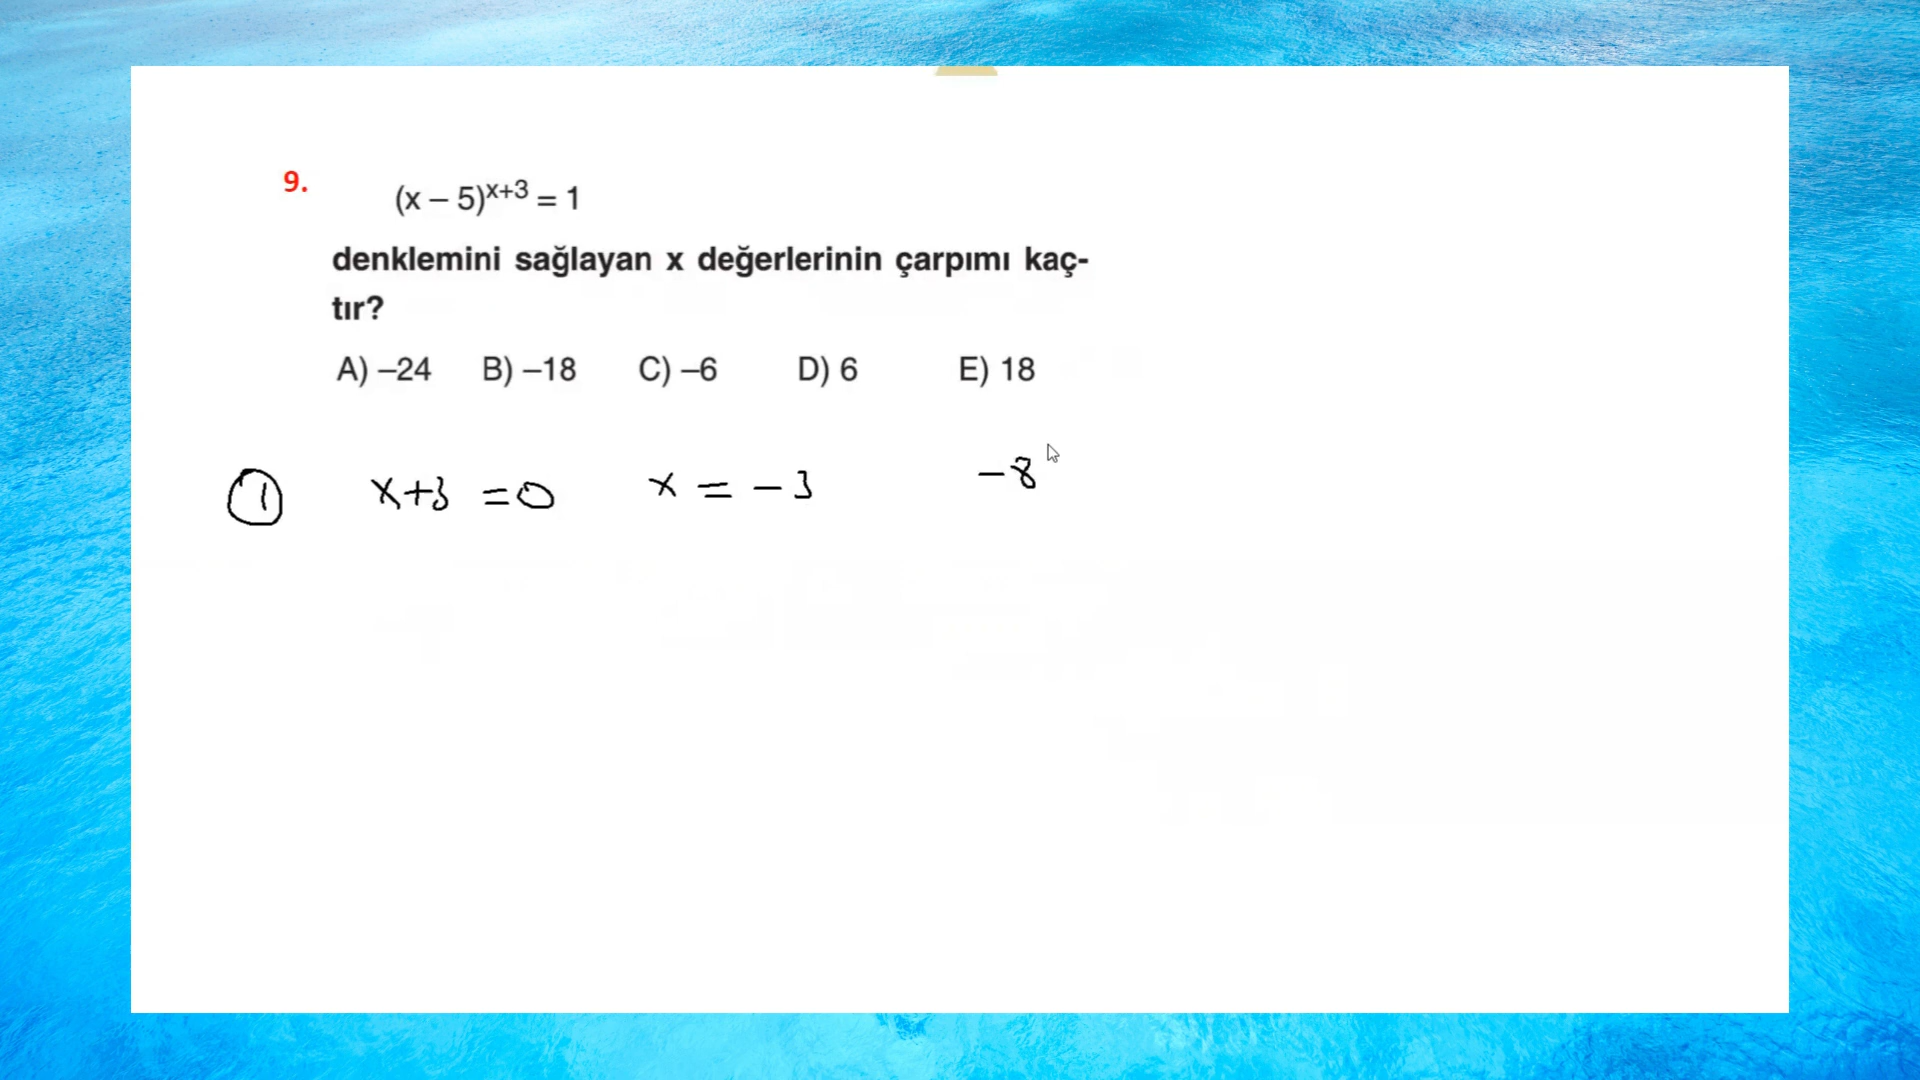 9.
(x – 5)^x+3 = 1
denklemini sağlayan x değerlerinin çarpımı kaç-
tır?
A) –24 B) –18 C) –6 D) 6 E) 18
① x+3 = 0 x = -3 -8